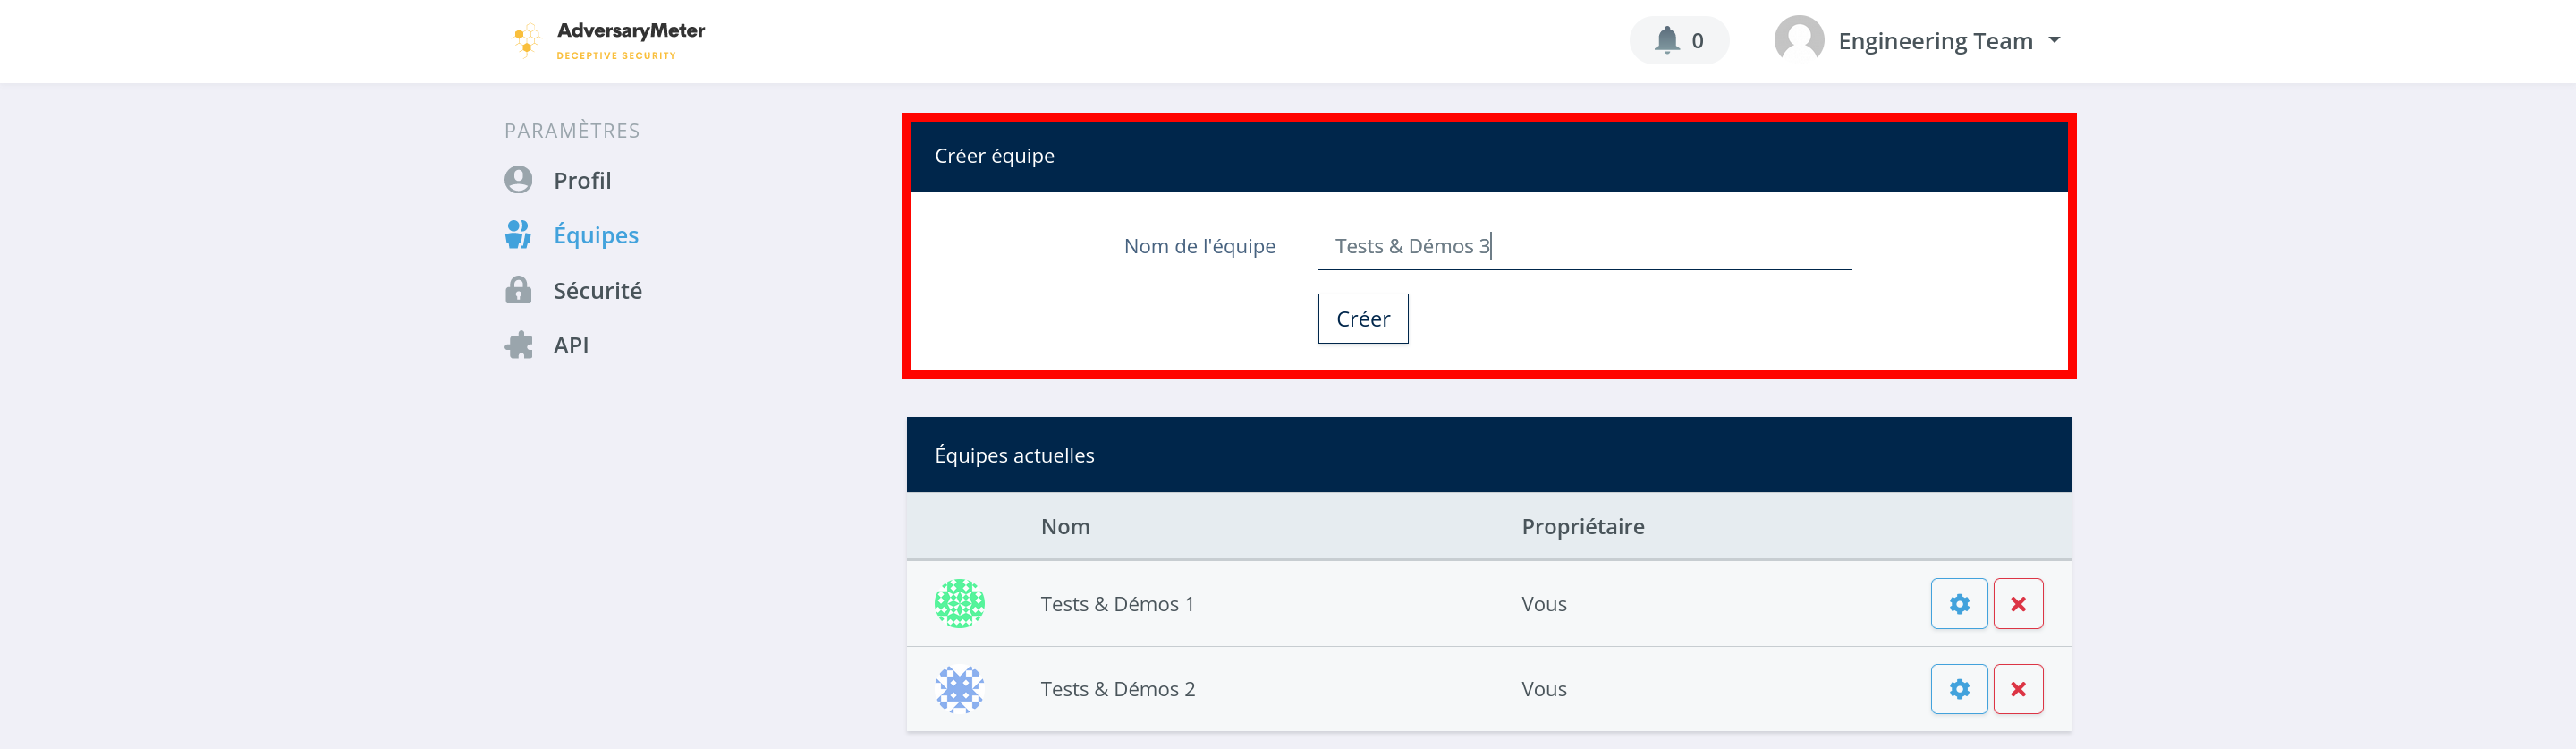 AdversaryMeter
DECEPTIVE SECURITY
0
Engineering Team
PARAMÈTRES
Profil
Équipes
Sécurité
API
Créer équipe
Nom de l'équipe
Tests & Démos 3
Créer
Équipes actuelles
Nom Propriétaire
Tests & Démos 1 Vous
Tests & Démos 2 Vous